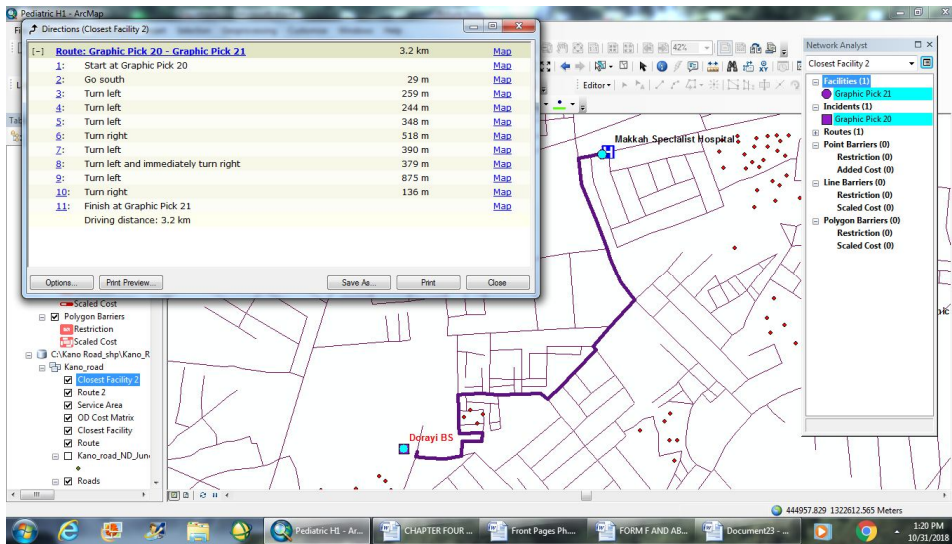 Pediatric H1 - ArcMap
Directions (Closest Facility 2)
[-] Route: Graphic Pick 20 - Graphic Pick 21 3.2 km Map
1: Start at Graphic Pick 20 Map
2: Go south 29 m Map
3: Turn left 259 m Map
4: Turn left 244 m Map
5: Turn left 348 m Map
6: Turn right 518 m Map
7: Turn left 390 m Map
8: Turn left and immediately turn right 379 m Map
9: Turn left 875 m Map
10: Turn right 136 m Map
11: Finish at Graphic Pick 21 Map
Driving distance: 3.2 km
Options... Print Preview... Save As... Print Close
42%
Editor
Network Analyst
Closest Facility 2
Facilities (1)
Graphic Pick 21
Incidents (1)
Graphic Pick 20
Routes (1)
Point Barriers (0)
Restriction (0)
Added Cost (0)
Line Barriers (0)
Restriction (0)
Scaled Cost (0)
Polygon Barriers (0)
Restriction (0)
Scaled Cost (0)
Makkah Specialist Hospital
H
Dorayi BS
Scaled Cost
Polygon Barriers
Restriction
Scaled Cost
C:\Kano Road_shp\Kano_R
Kano_road
Closest Facility 2
Route 2
Service Area
OD Cost Matrix
Closest Facility
Route
Kano_road_ND_Jun
Roads
444957.829 1322612.565 Meters
Pediatric H1 - Ar...
CHAPTER FOUR ...
Front Pages Ph....
FORM F AND AB...
Document23 - ...
1:20 PM
10/31/2018